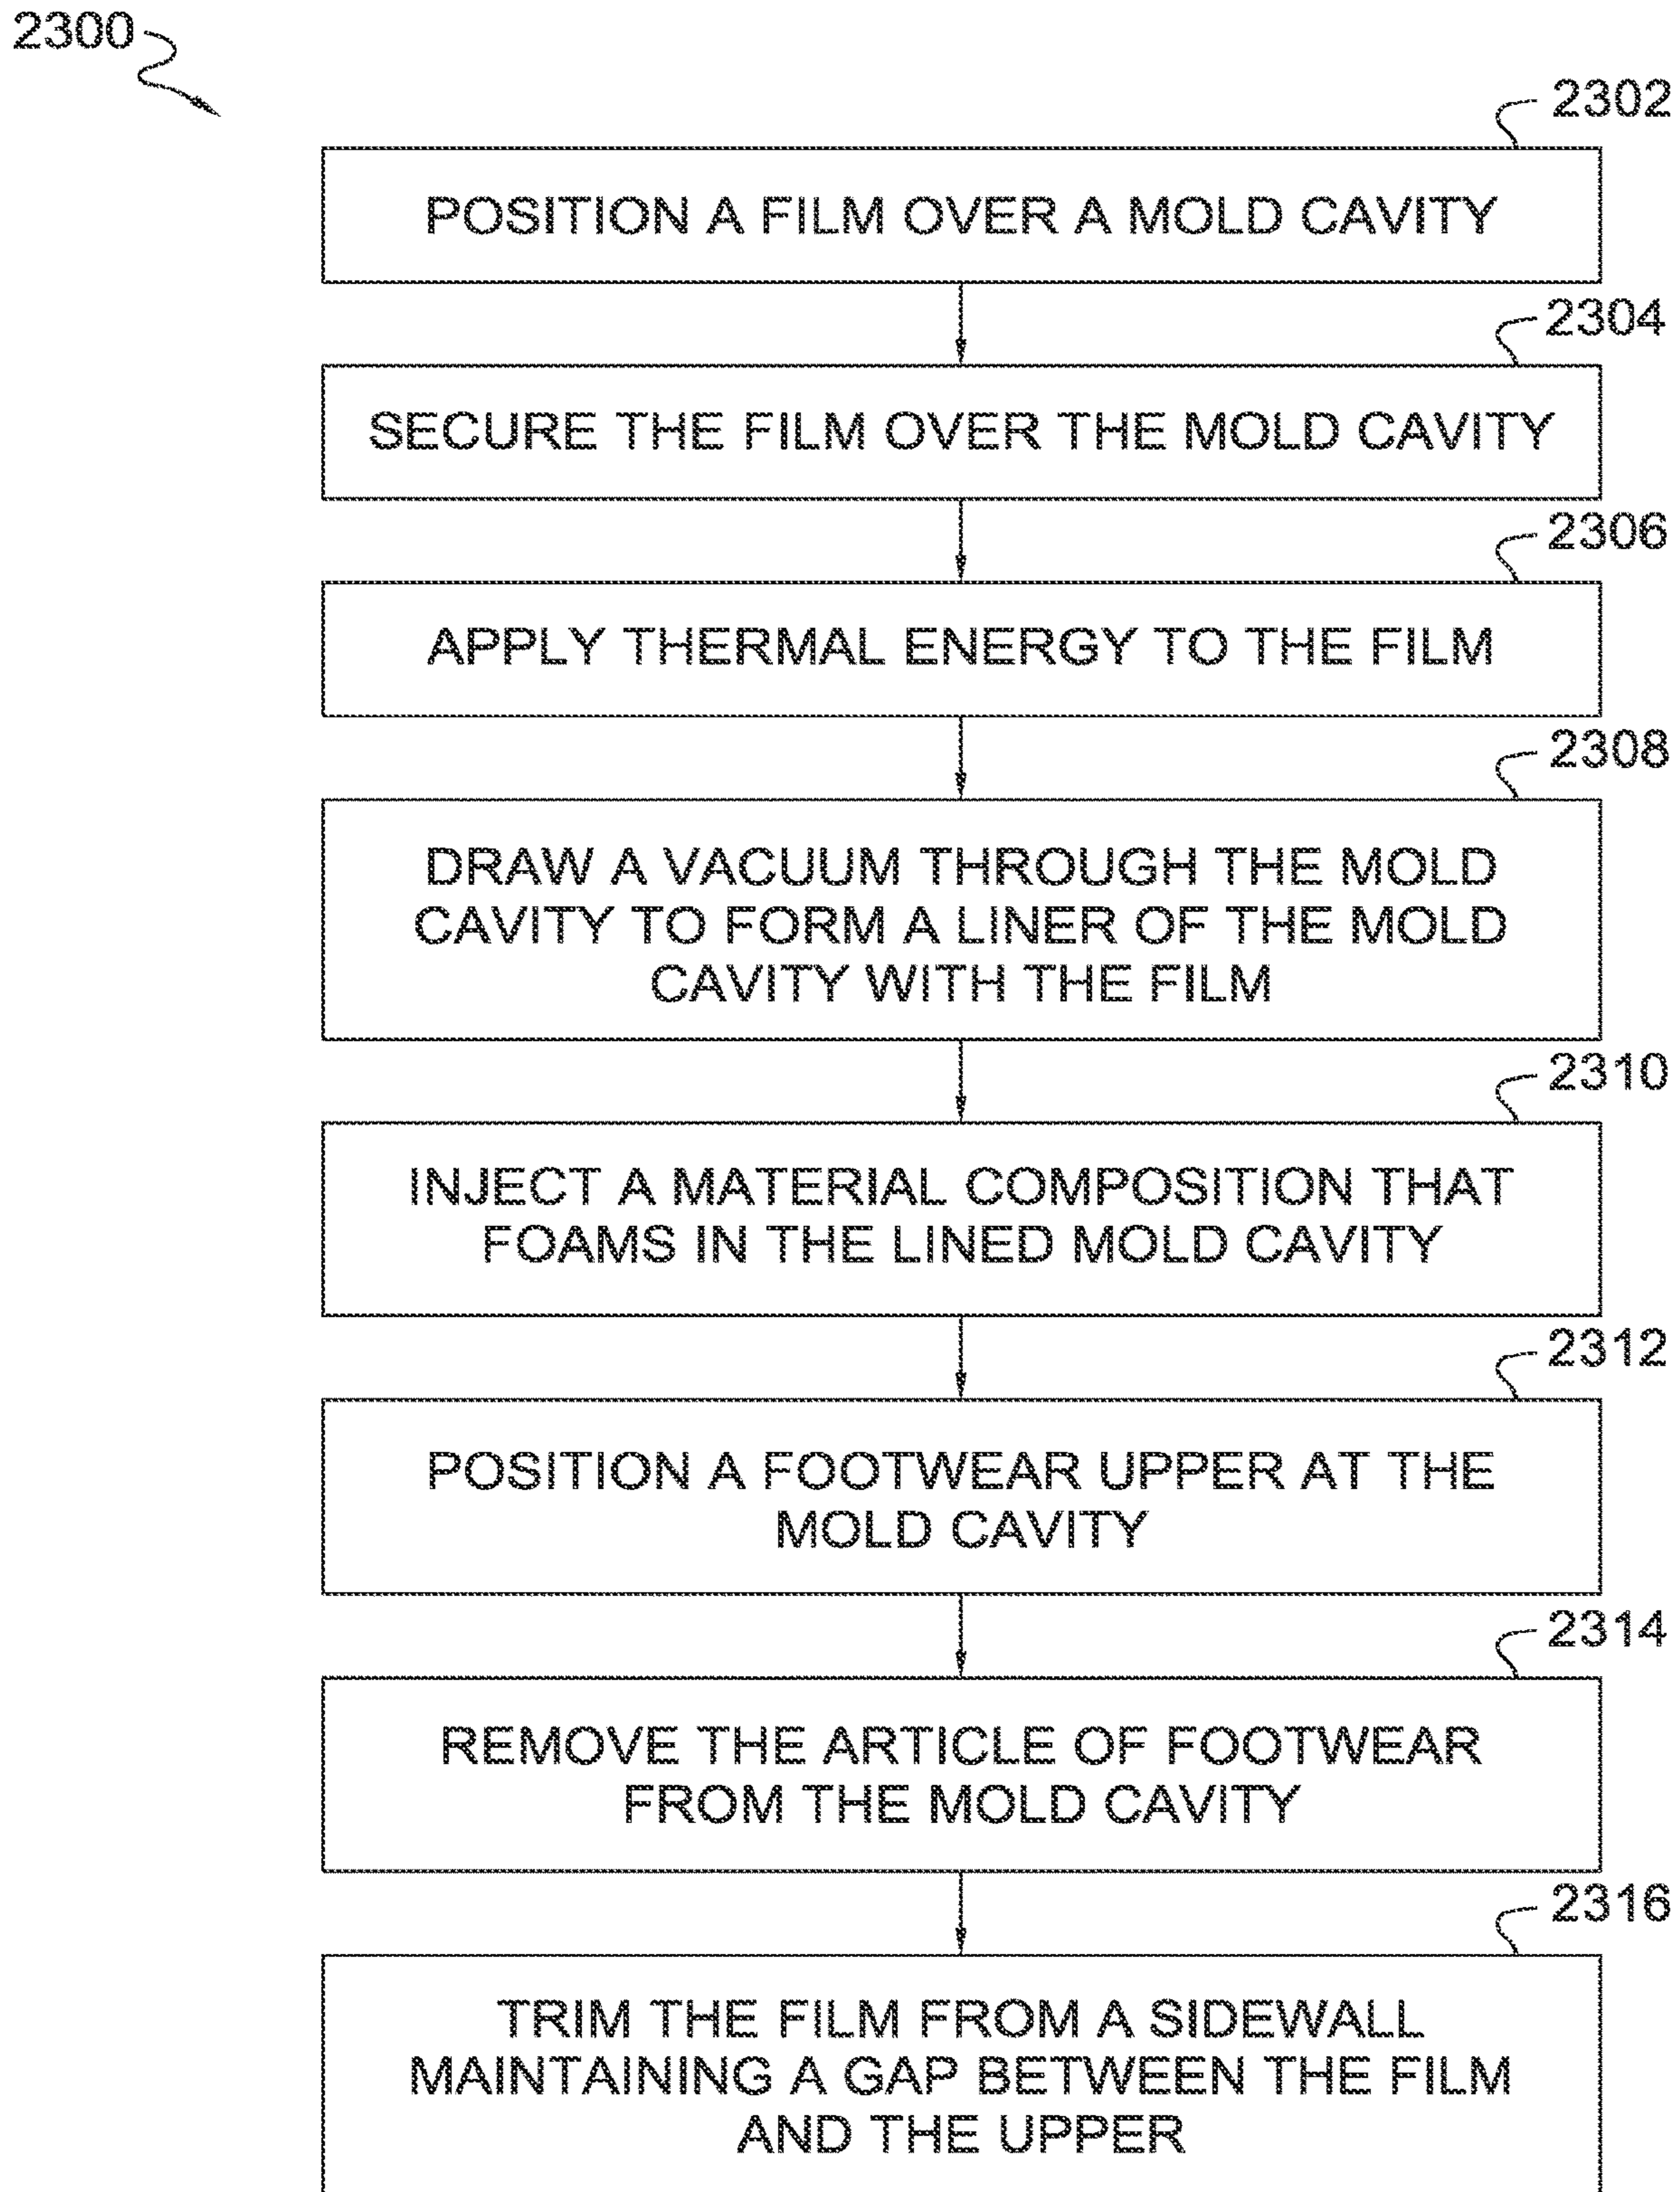 2300
2302
POSITION A FILM OVER A MOLD CAVITY
2304
SECURE THE FILM OVER THE MOLD CAVITY
2306
APPLY THERMAL ENERGY TO THE FILM
2308
DRAW A VACUUM THROUGH THE MOLD
CAVITY TO FORM A LINER OF THE MOLD
CAVITY WITH THE FILM
2310
INJECT A MATERIAL COMPOSITION THAT
FOAMS IN THE LINED MOLD CAVITY
2312
POSITION A FOOTWEAR UPPER AT THE
MOLD CAVITY
2314
REMOVE THE ARTICLE OF FOOTWEAR
FROM THE MOLD CAVITY
2316
TRIM THE FILM FROM A SIDEWALL
MAINTAINING A GAP BETWEEN THE FILM
AND THE UPPER